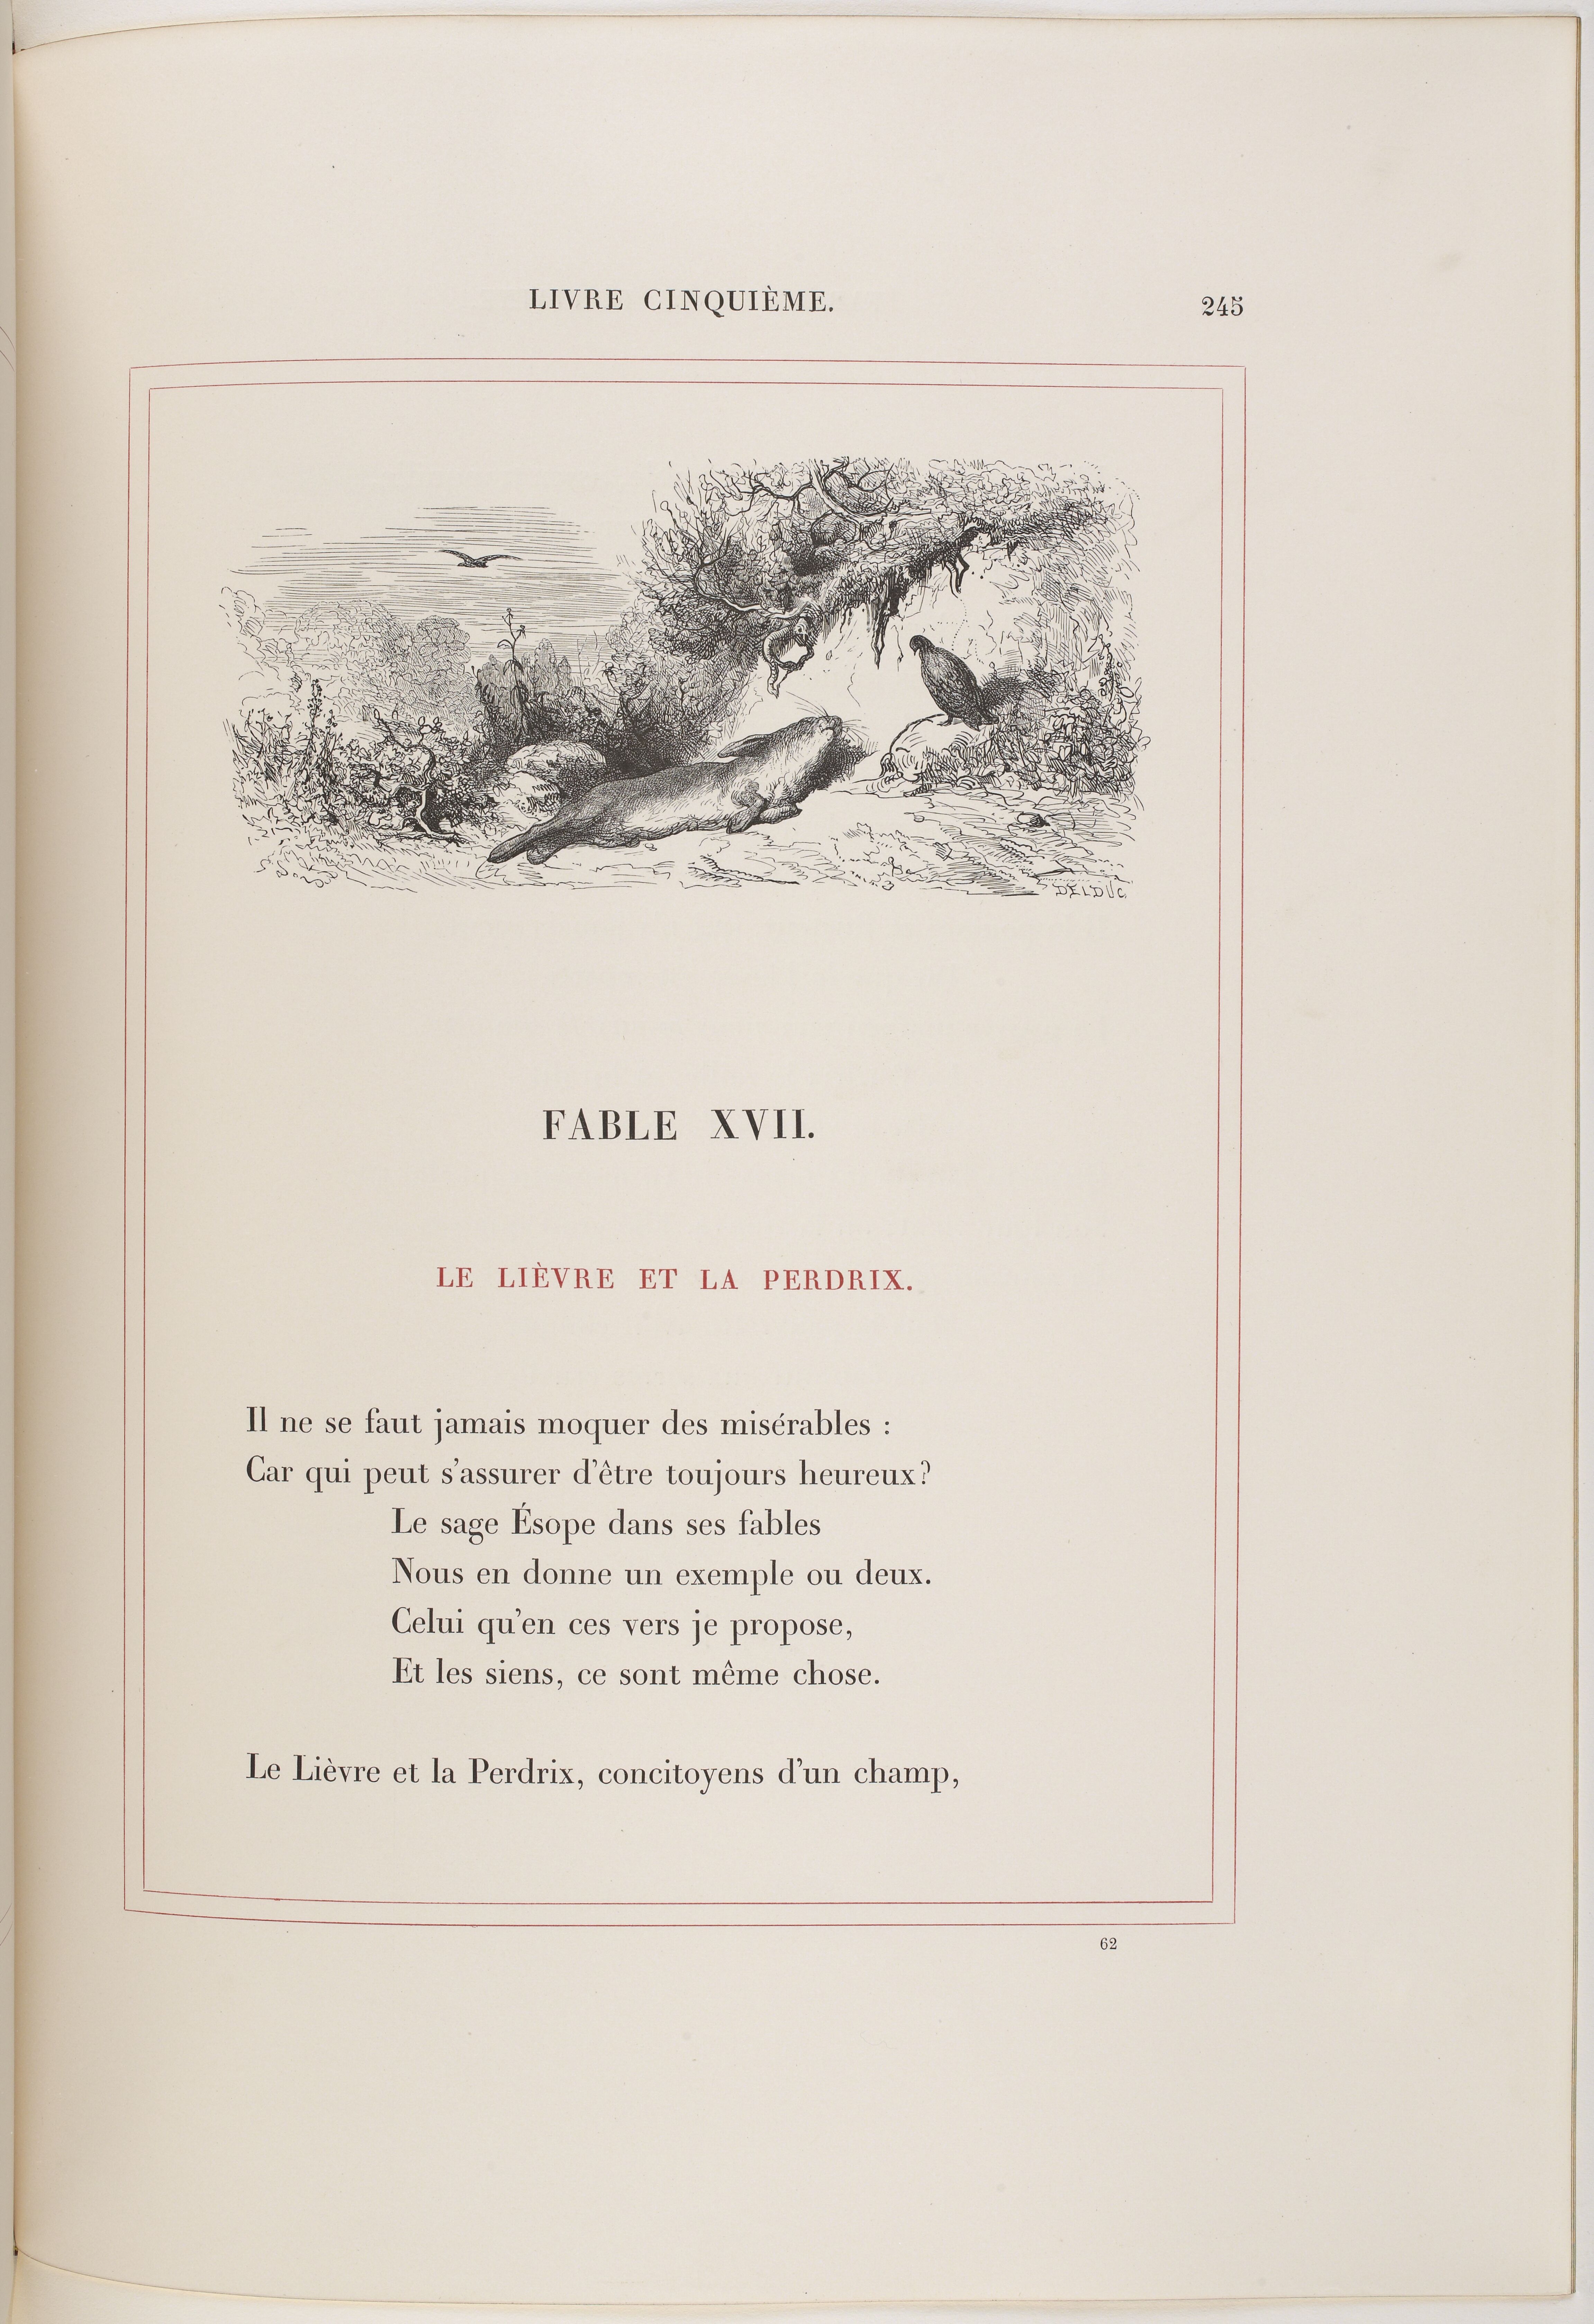 LIVRE CINQUIÈME.
245
DELDUC
FABLE XVII.
LE LIÈVRE ET LA PERDRIX.
Il ne se faut jamais moquer des misérables :
Car qui peut s'assurer d'être toujours heureux?
Le sage Ésope dans ses fables
Nous en donne un exemple ou deux.
Celui qu'en ces vers je propose,
Et les siens, ce sont même chose.
Le Lièvre et la Perdrix, concitoyens d'un champ,
62